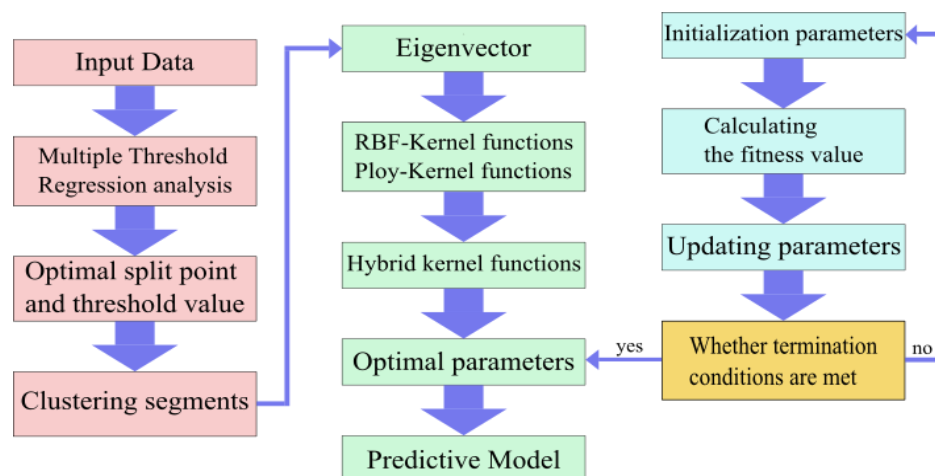 Input Data
Multiple Threshold
Regression analysis
Optimal split point
and threshold value
Clustering segments
Eigenvector
RBF-Kernel functions
Ploy-Kernel functions
Hybrid kernel functions
Optimal parameters
Predictive Model
Initialization parameters
Calculating
the fitness value
Updating parameters
Whether termination
conditions are met
yes
no